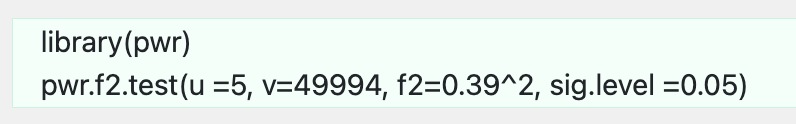 library(pwr)
pwr.f2.test(u =5, v=49994, f2=0.39^2, sig.level =0.05)